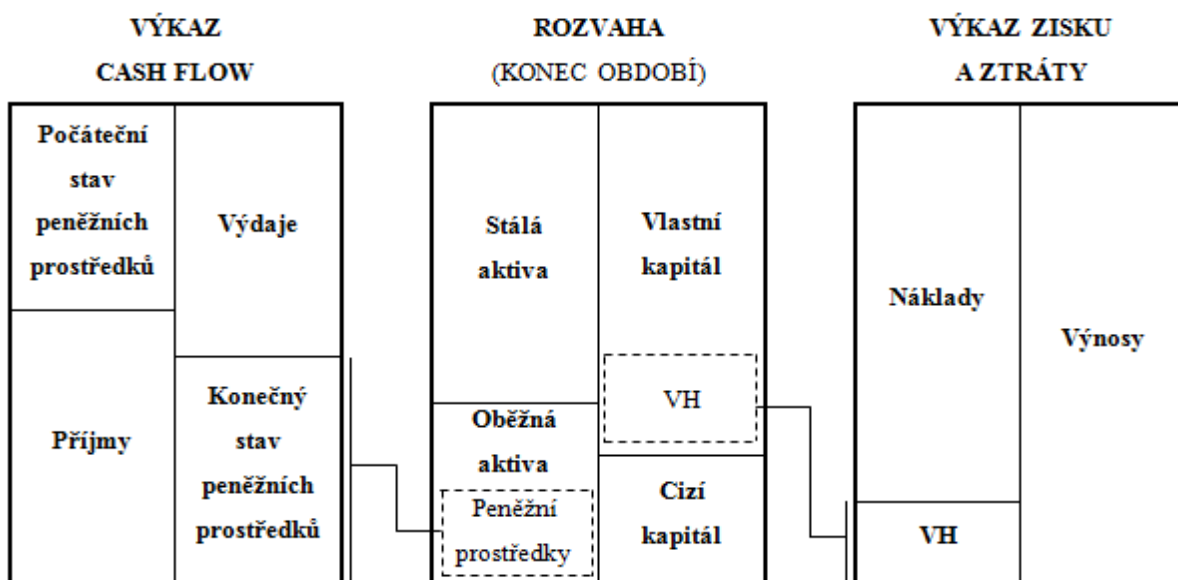 VÝKAZ
CASH FLOW
Počáteční
stav
peněžních
prostředků
Výdaje
Příjmy
Konečný
stav
peněžních
prostředků
ROZVAHA
(KONEC OBDOBÍ)
Stálá
aktiva
Vlastní
kapitál
VH
Oběžná
aktiva
Peněžní
prostředky
Cizí
kapitál
VÝKAZ ZISKU
A ZTRÁTY
Náklady
Výnosy
VH